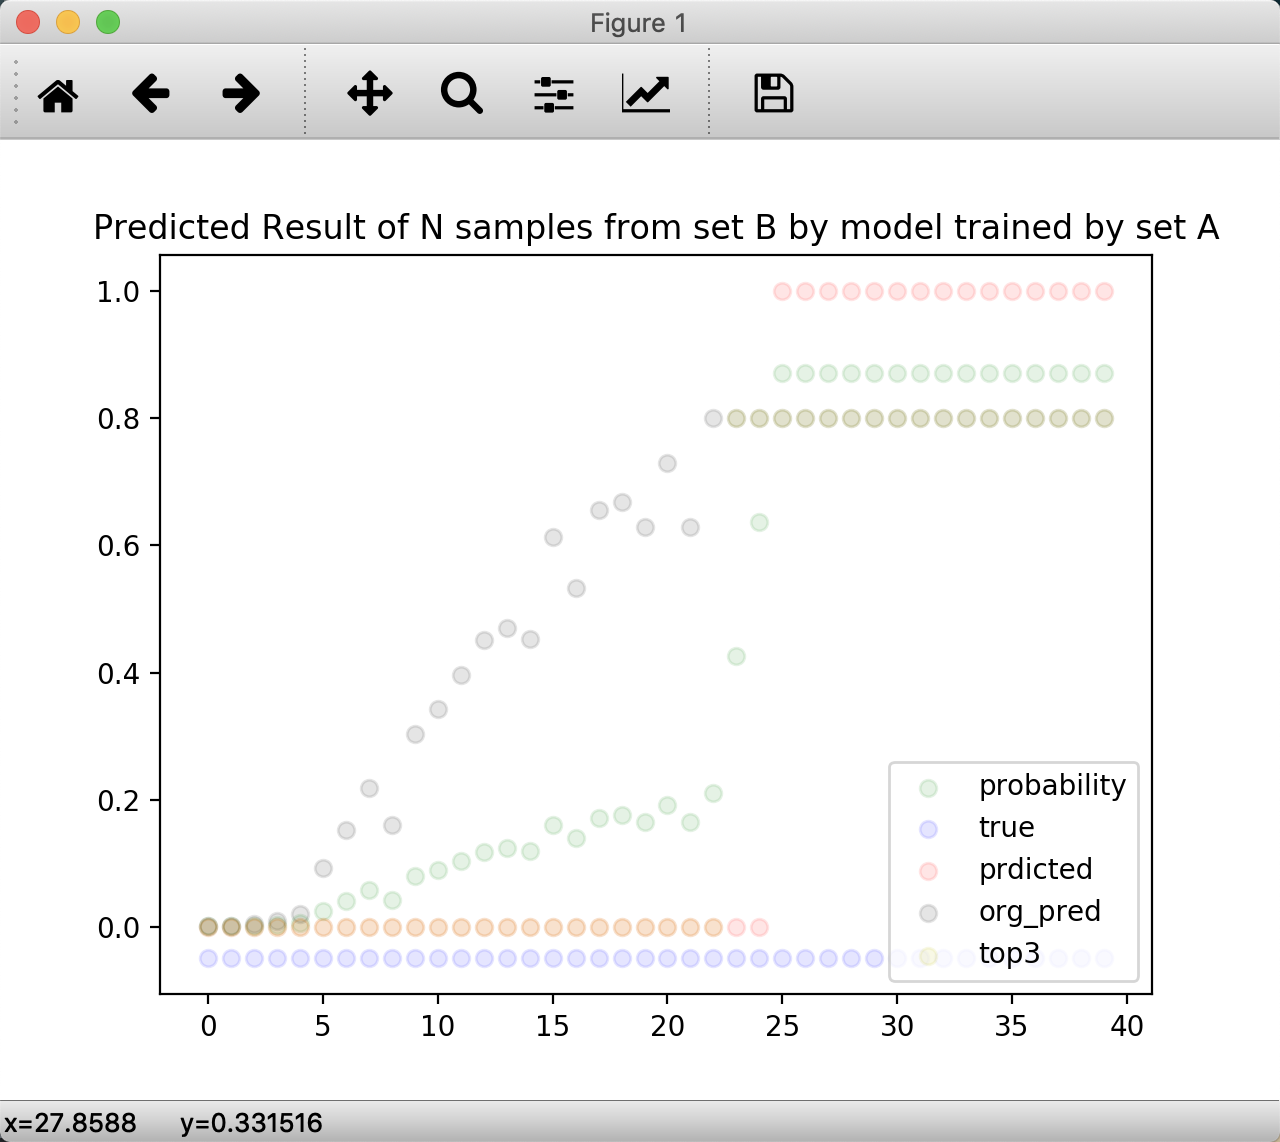 Figure 1
Predicted Result of N samples from set B by model trained by set A
1.0
0.8
0.6
0.4
0.2
0.0
probability
true
prdicted
org_pred
top3
0 5 10 15 20 25 30 35 40
x=27.8588 y=0.331516